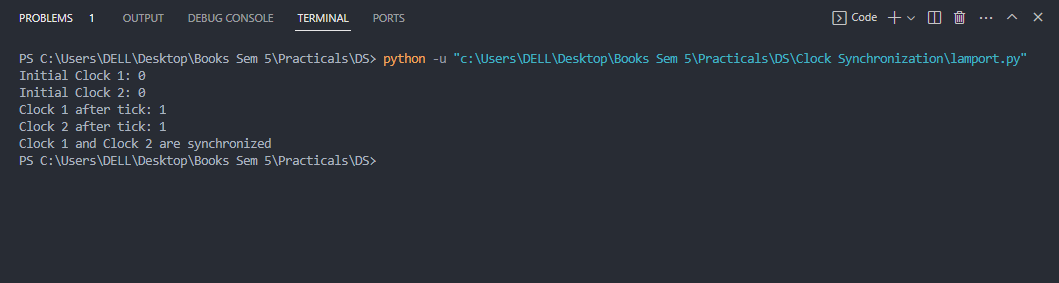 PROBLEMS 1 OUTPUT DEBUG CONSOLE TERMINAL PORTS Code
PS C:\Users\DELL\Desktop\Books Sem 5\Practicals\DS> python -u "c:\Users\DELL\Desktop\Books Sem 5\Practicals\DS\Clock Synchronization\lamport.py"
Initial Clock 1: 0
Initial Clock 2: 0
Clock 1 after tick: 1
Clock 2 after tick: 1
Clock 1 and Clock 2 are synchronized
PS C:\Users\DELL\Desktop\Books Sem 5\Practicals\DS>